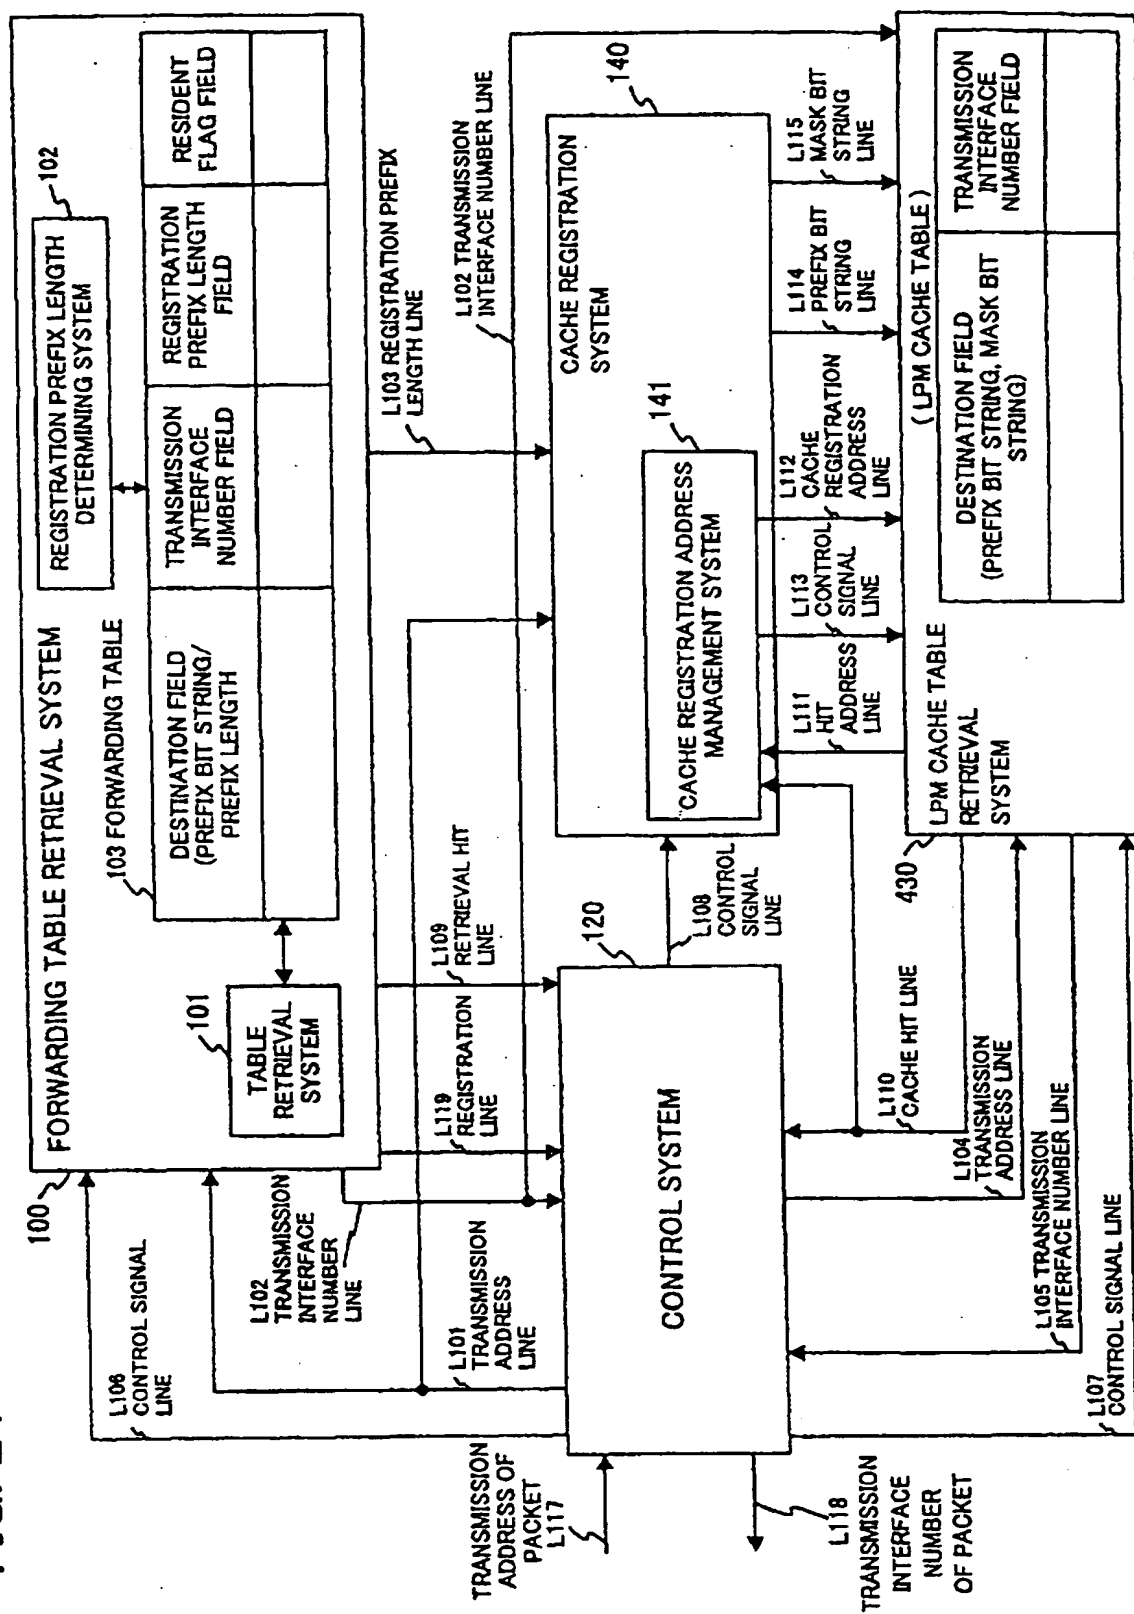 100
FORWARDING TABLE RETRIEVAL SYSTEM
REGISTRATION PREFIX LENGTH
DETERMINING SYSTEM
102
103 FORWARDING TABLE
DESTINATION FIELD
(PREFIX BIT STRING/
PREFIX LENGTH
TRANSMISSION
INTERFACE
NUMBER FIELD
REGISTRATION
PREFIX LENGTH
FIELD
RESIDENT
FLAG FIELD
101
TABLE
RETRIEVAL
SYSTEM
L106
CONTROL SIGNAL
LINE
L102
TRANSMISSION
INTERFACE
NUMBER
LINE
L101
TRANSMISSION
ADDRESS
LINE
L119
REGISTRATION
LINE
L109
RETRIEVAL HIT
LINE
L103 REGISTRATION PREFIX
LENGTH LINE
L102 TRANSMISSION
INTERFACE NUMBER LINE
TRANSMISSION
ADDRESS OF
PACKET
L117
L118
TRANSMISSION
INTERFACE
NUMBER
OF PACKET
CONTROL SYSTEM
120
L108
CONTROL
SIGNAL
LINE
CACHE REGISTRATION
SYSTEM
140
141
CACHE REGISTRATION ADDRESS
MANAGEMENT SYSTEM
L111
HIT
ADDRESS
LINE
L113
CONTROL
SIGNAL
LINE
L112
CACHE
REGISTRATION
ADDRESS
LINE
L114
PREFIX BIT
STRING
LINE
L115
MASK BIT
STRING
LINE
L110
CACHE HIT LINE
L104
TRANSMISSION
ADDRESS LINE
L105 TRANSMISSION
INTERFACE NUMBER LINE
L107
CONTROL SIGNAL LINE
430
LPM CACHE TABLE
RETRIEVAL
SYSTEM
( LPM CACHE TABLE )
DESTINATION FIELD
(PREFIX BIT STRING, MASK BIT
STRING)
TRANSMISSION
INTERFACE
NUMBER FIELD